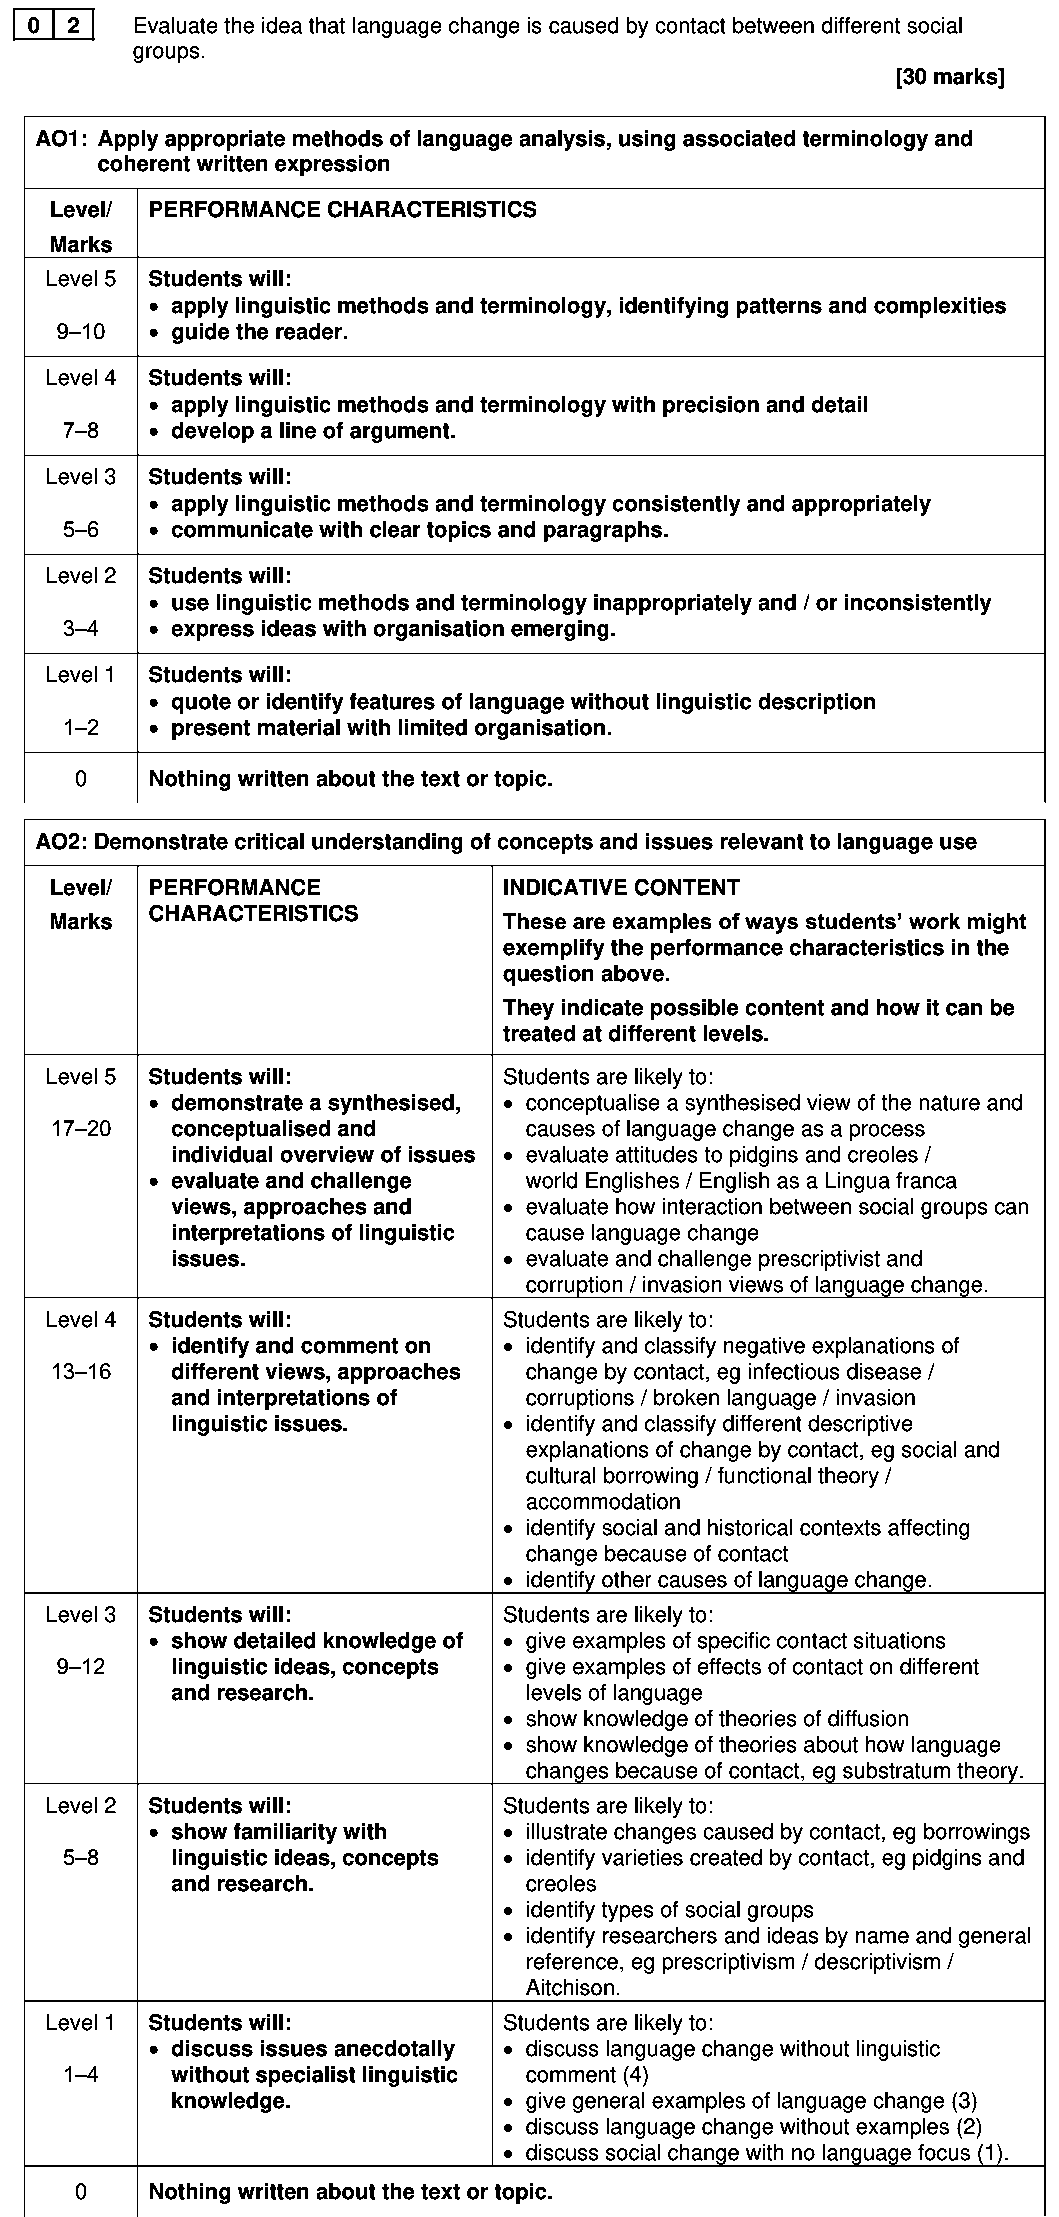 0 2 Evaluate the idea that language change is caused by contact between different social
groups.
[30 marks]
AO1: Apply appropriate methods of language analysis, using associated terminology and
coherent written expression
Level/ PERFORMANCE CHARACTERISTICS
Marks
Level 5 Students will:
• apply linguistic methods and terminology, identifying patterns and complexities
9–10 • guide the reader.
Level 4 Students will:
• apply linguistic methods and terminology with precision and detail
7–8 • develop a line of argument.
Level 3 Students will:
• apply linguistic methods and terminology consistently and appropriately
5–6 • communicate with clear topics and paragraphs.
Level 2 Students will:
• use linguistic methods and terminology inappropriately and / or inconsistently
3–4 • express ideas with organisation emerging.
Level 1 Students will:
• quote or identify features of language without linguistic description
1–2 • present material with limited organisation.
0 Nothing written about the text or topic.
AO2: Demonstrate critical understanding of concepts and issues relevant to language use
Level/
Marks
PERFORMANCE
CHARACTERISTICS
INDICATIVE CONTENT
These are examples of ways students' work might
exemplify the performance characteristics in the
question above.
They indicate possible content and how it can be
treated at different levels.
Level 5
17–20
Students will:
• demonstrate a synthesised,
conceptualised and
individual overview of issues
• evaluate and challenge
views, approaches and
interpretations of linguistic
issues.
Students are likely to:
• conceptualise a synthesised view of the nature and
causes of language change as a process
• evaluate attitudes to pidgins and creoles /
world Englishes / English as a Lingua franca
• evaluate how interaction between social groups can
cause language change
• evaluate and challenge prescriptivist and
corruption / invasion views of language change.
Level 4
13–16
Students will:
• identify and comment on
different views, approaches
and interpretations of
linguistic issues.
Students are likely to:
• identify and classify negative explanations of
change by contact, eg infectious disease /
corruptions / broken language / invasion
• identify and classify different descriptive
explanations of change by contact, eg social and
cultural borrowing / functional theory /
accommodation
• identify social and historical contexts affecting
change because of contact
• identify other causes of language change.
Level 3
9–12
Students will:
• show detailed knowledge of
linguistic ideas, concepts
and research.
Students are likely to:
• give examples of specific contact situations
• give examples of effects of contact on different
levels of language
• show knowledge of theories of diffusion
• show knowledge of theories about how language
changes because of contact, eg substratum theory.
Level 2
5–8
Students will:
• show familiarity with
linguistic ideas, concepts
and research.
Students are likely to:
• illustrate changes caused by contact, eg borrowings
• identify varieties created by contact, eg pidgins and
creoles
• identify types of social groups
• identify researchers and ideas by name and general
reference, eg prescriptivism / descriptivism /
Aitchison.
Level 1
1–4
Students will:
• discuss issues anecdotally
without specialist linguistic
knowledge.
Students are likely to:
• discuss language change without linguistic
comment (4)
• give general examples of language change (3)
• discuss language change without examples (2)
• discuss social change with no language focus (1).
0 Nothing written about the text or topic.